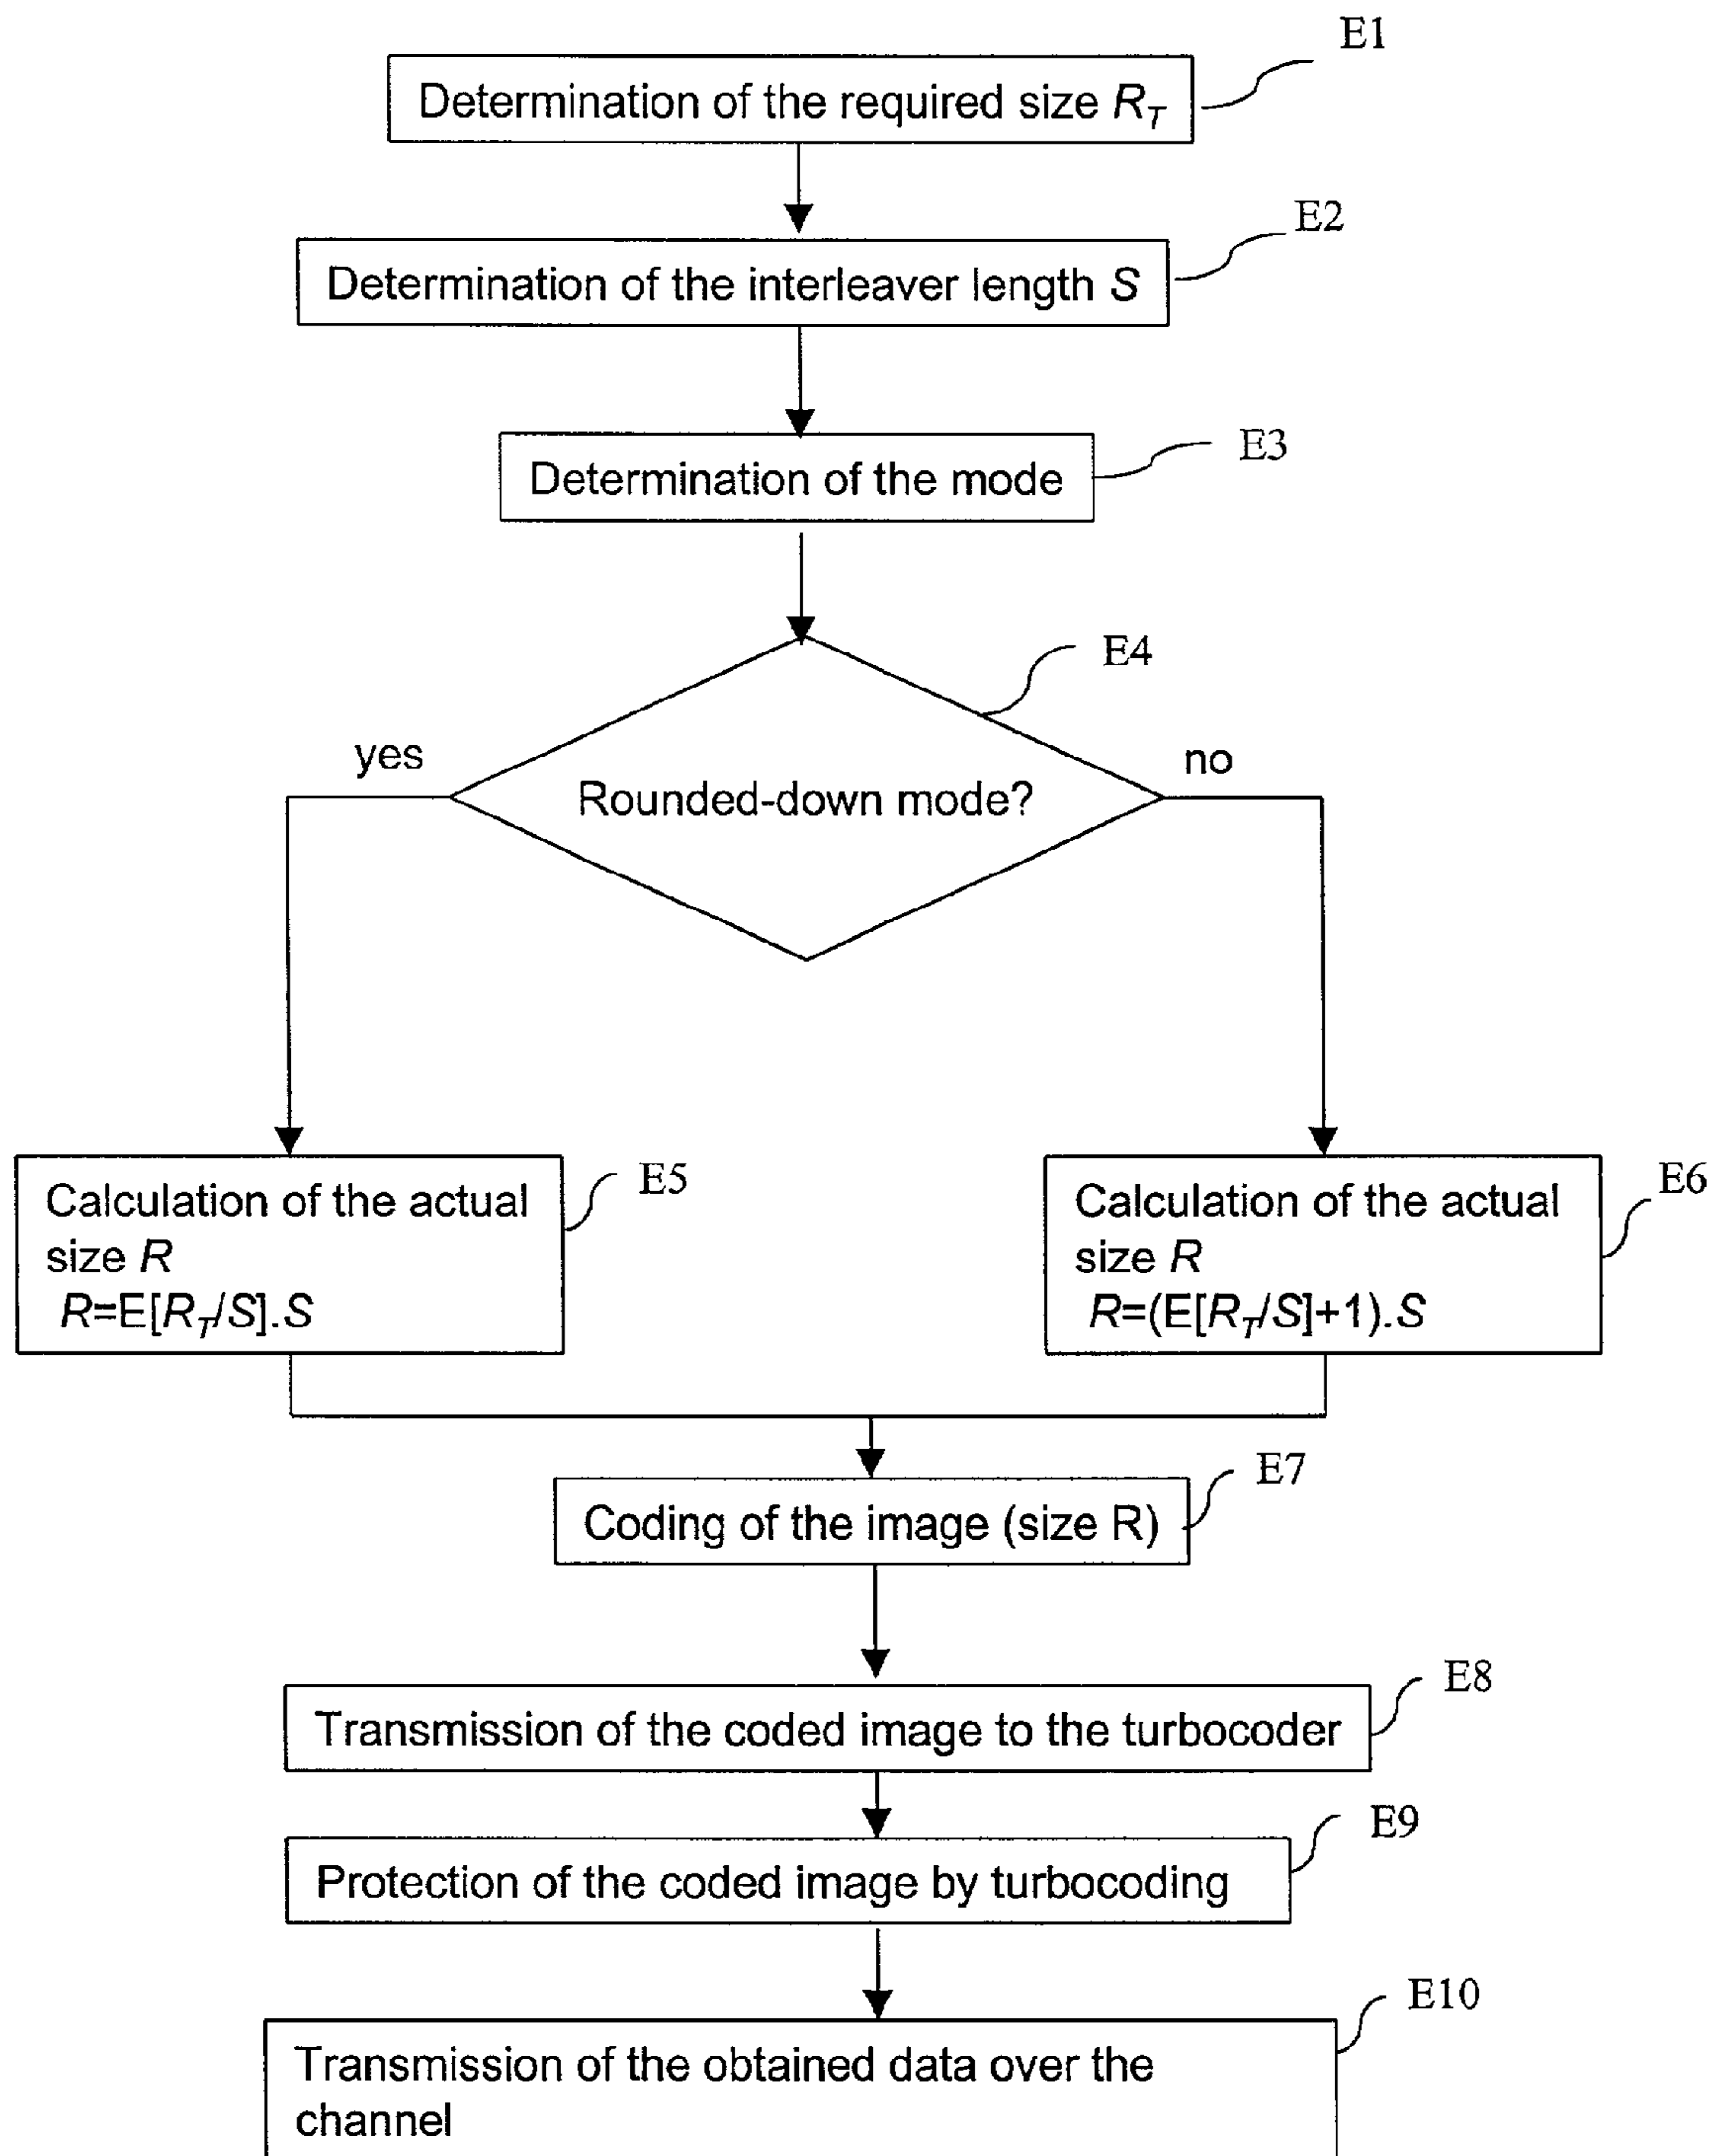 E1
Determination of the required size R_T
E2
Determination of the interleaver length S
E3
Determination of the mode
E4
yes
no
Rounded-down mode?
Calculation of the actual
size R
R=E[R_T/S].S
E5
Calculation of the actual
size R
R=(E[R_T/S]+1).S
E6
E7
Coding of the image (size R)
E8
Transmission of the coded image to the turbocoder
E9
Protection of the coded image by turbocoding
E10
Transmission of the obtained data over the
channel